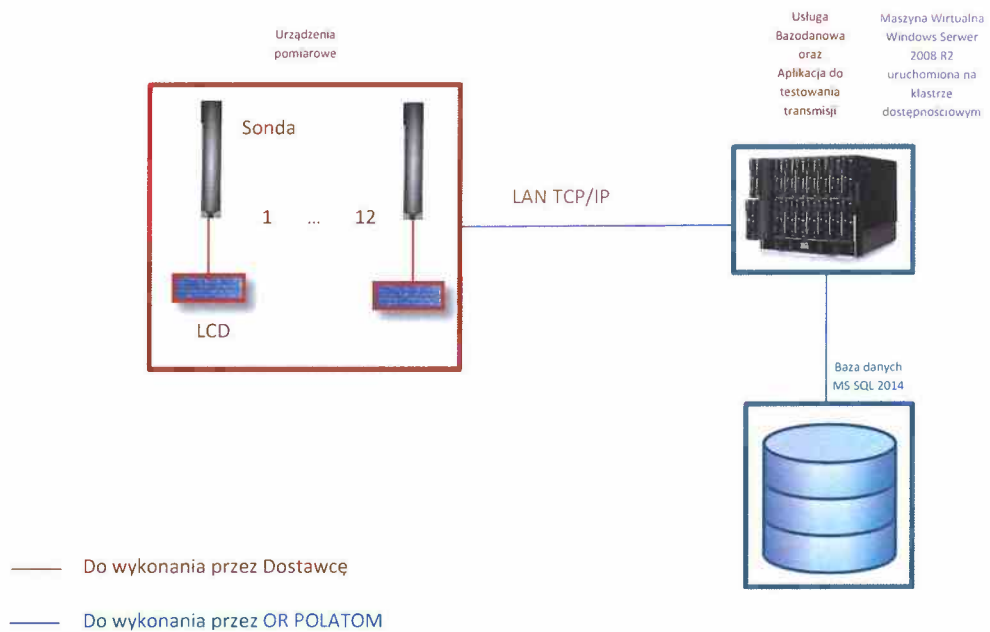 Urządzenia
pomiarowe
Usługa
Bazodanowa
oraz
Aplikacja do
testowania
transmisji
Maszyna Wirtualna
Windows Serwer
2008 R2
uruchomiona na
klastrze
dostępnościowym
Sonda
1 ... 12
LCD
LAN TCP/IP
Baza danych
MS SQL 2014
Do wykonania przez Dostawcę
Do wykonania przez OR POLATOM